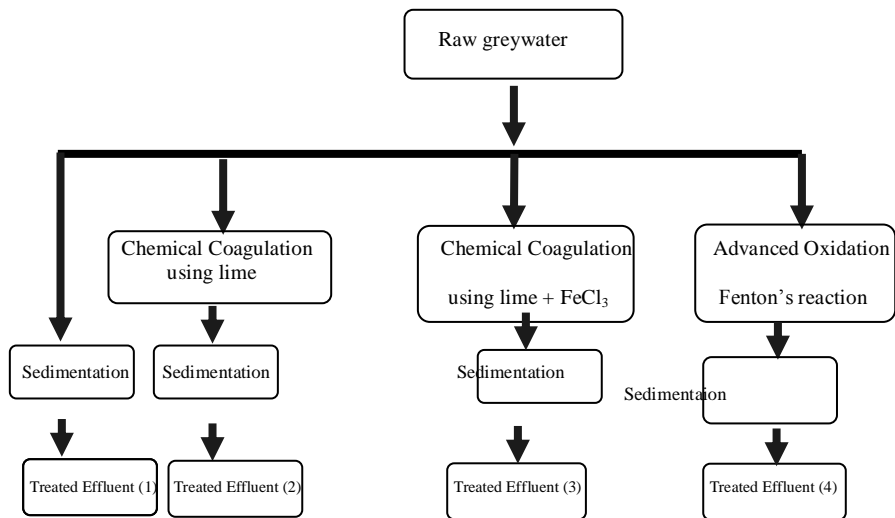 Raw greywater
Chemical Coagulation
using lime
Chemical Coagulation
using lime + FeCl₃
Advanced Oxidation
Fenton's reaction
Sedimentation
Sedimentation
Sedimentation
Sedimentaion
Treated Effluent (1)
Treated Effluent (2)
Treated Effluent (3)
Treated Effluent (4)